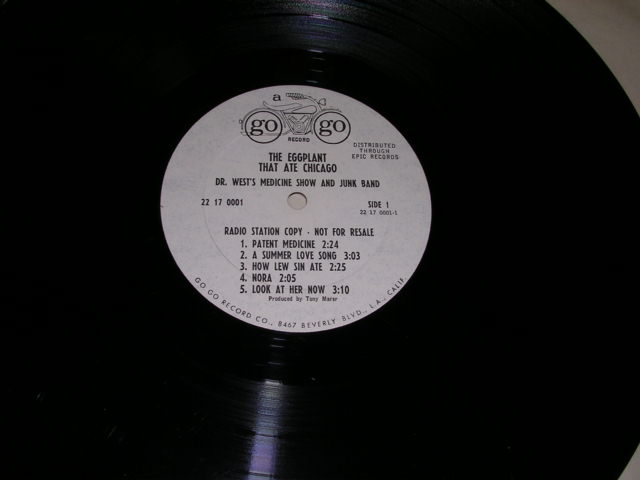 a
go go
RECORD
DISTRIBUTED
THROUGH
EPIC RECORDS
THE EGGPLANT
THAT ATE CHICAGO
DR. WEST'S MEDICINE SHOW AND JUNK BAND
22 17 0001
SIDE 1
22 17 0001-1
RADIO STATION COPY - NOT FOR RESALE
1. PATENT MEDICINE 2:24
2. A SUMMER LOVE SONG 3:03
3. HOW LEW SIN ATE 2:25
4. NORA 2:05
5. LOOK AT HER NOW 3:10
Produced by Tony Marer
GO GO RECORD CO., 8467 BEVERLY BLVD., L.A., CALIF.